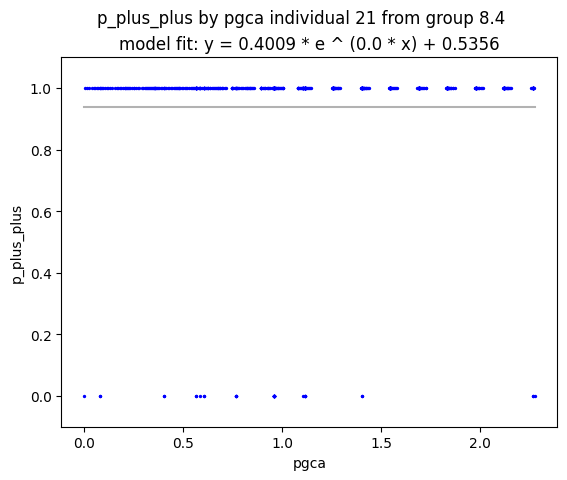 p_plus_plus by pgca individual 21 from group 8.4
model fit: y = 0.4009 * e ^ (0.0 * x) + 0.5356
1.0
0.8
0.6
0.4
0.2
0.0
p_plus_plus
0.0 0.5 1.0 1.5 2.0
pgca